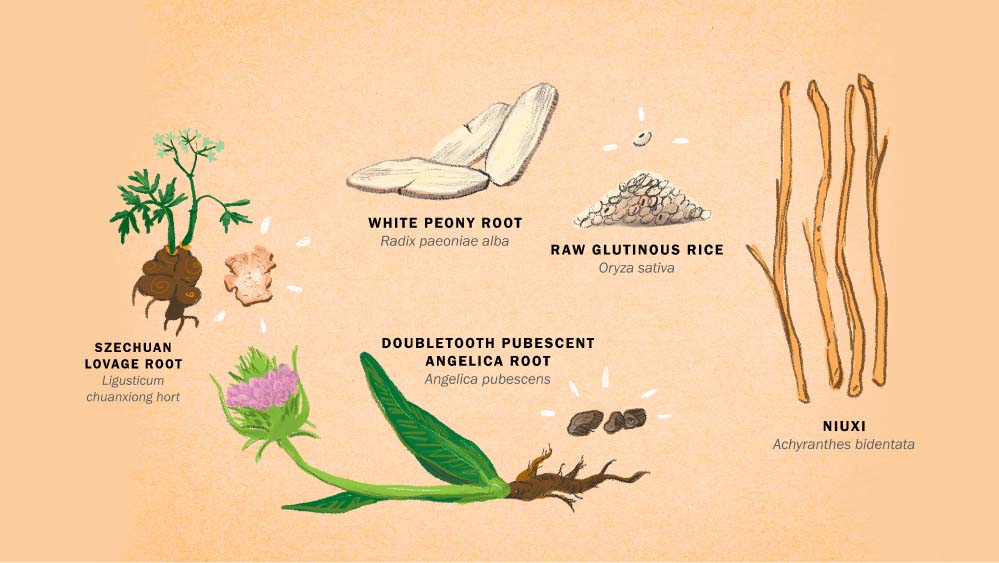 WHITE PEONY ROOT
Radix paeoniae alba
RAW GLUTINOUS RICE
Oryza sativa
SZECHUAN
LOVAGE ROOT
Ligusticum
chuanxiong hort
DOUBLETOOTH PUBESCENT
ANGELICA ROOT
Angelica pubescens
NIUXI
Achyranthes bidentata